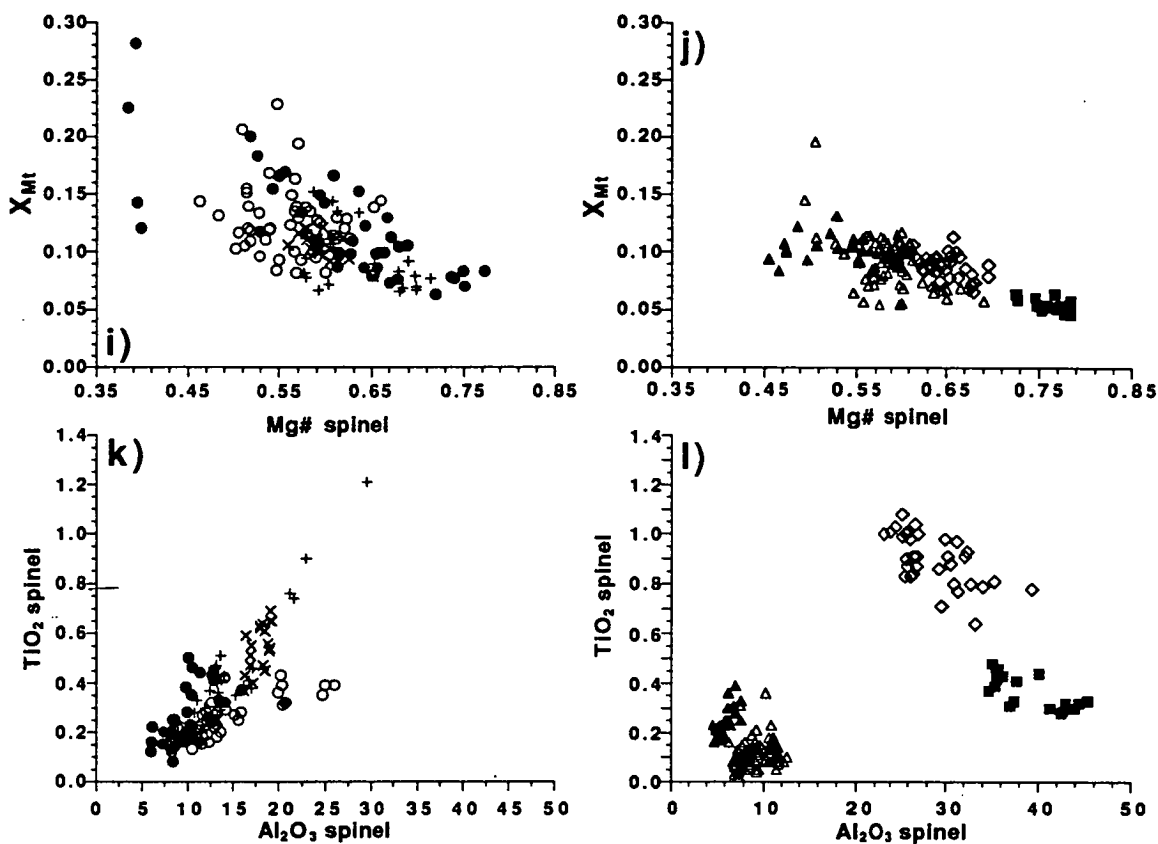 0.30
0.25
0.20
0.15
0.10
0.05
0.00
X_Mt
i)
0.35 0.45 0.55 0.65 0.75 0.85
Mg# spinel
0.30
0.25
0.20
0.15
0.10
0.05
0.00
X_Mt
j)
0.35 0.45 0.55 0.65 0.75 0.85
Mg# spinel
1.4
1.2
1.0
0.8
0.6
0.4
0.2
0.0
TiO₂ spinel
k)
0 5 10 15 20 25 30 35 40 45 50
Al₂O₃ spinel
1.4
1.2
1.0
0.8
0.6
0.4
0.2
0.0
TiO₂ spinel
l)
0 10 20 30 40 50
Al₂O₃ spinel